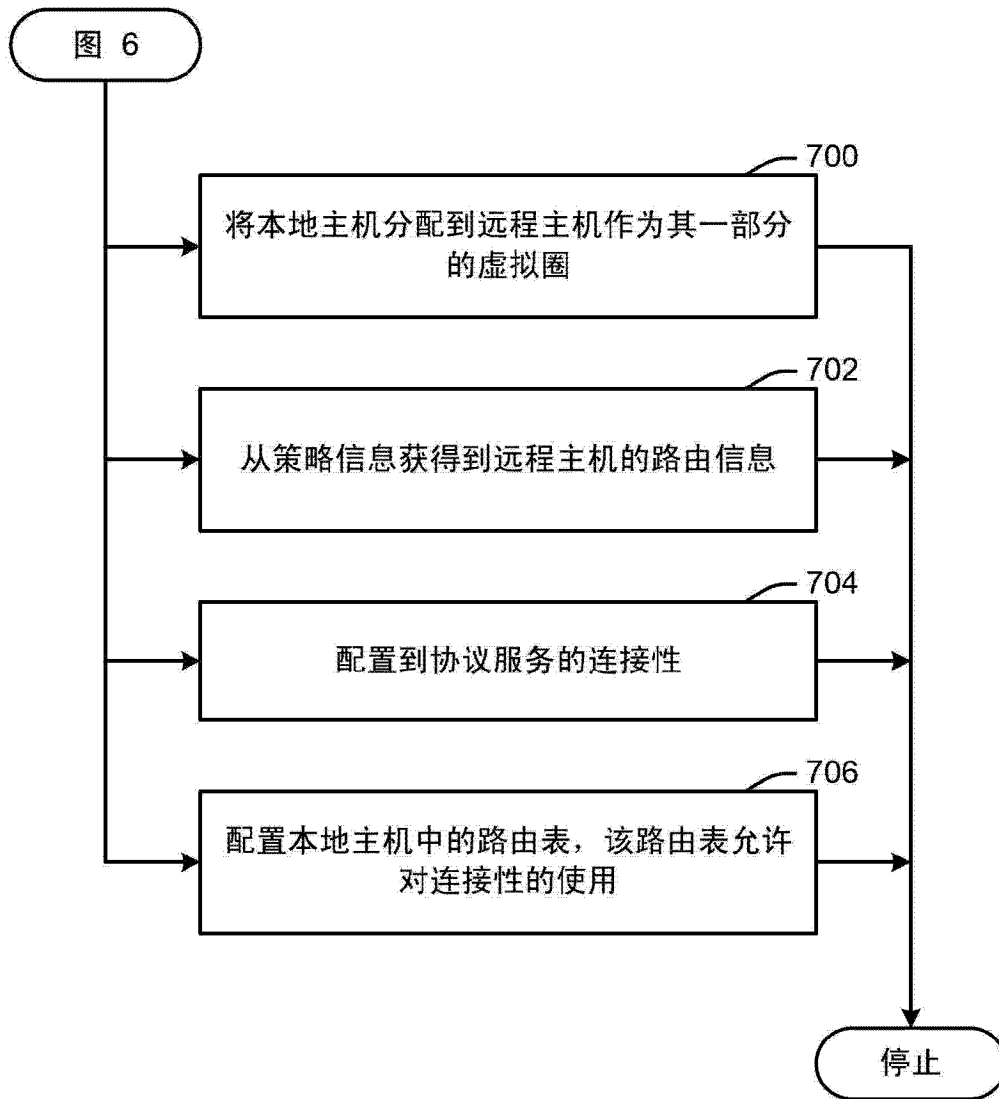 图 6
700
将本地主机分配到远程主机作为其一部分
的虚拟圈
702
从策略信息获得到远程主机的路由信息
704
配置到协议服务的连接性
706
配置本地主机中的路由表，该路由表允许
对连接性的使用
停止